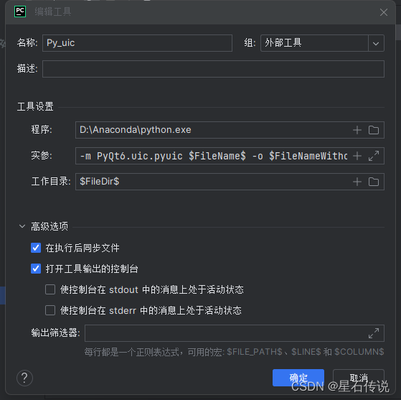 PC 编辑工具
名称: Py_uic 组: 外部工具
描述:
工具设置
程序: D:\Anaconda\python.exe
实参: -m PyQt6.uic.pyuic $FileName$ -o $FileNameWitho
工作目录: $FileDir$
高级选项
在执行后同步文件
打开工具输出的控制台
使控制台在 stdout 中的消息上处于活动状态
使控制台在 stderr 中的消息上处于活动状态
输出筛选器:
每行都是一个正则表达式，可用的宏: $FILE_PATH$、$LINE$ 和 $COLUMN$
? 确定 取消
CSDN @星石传说